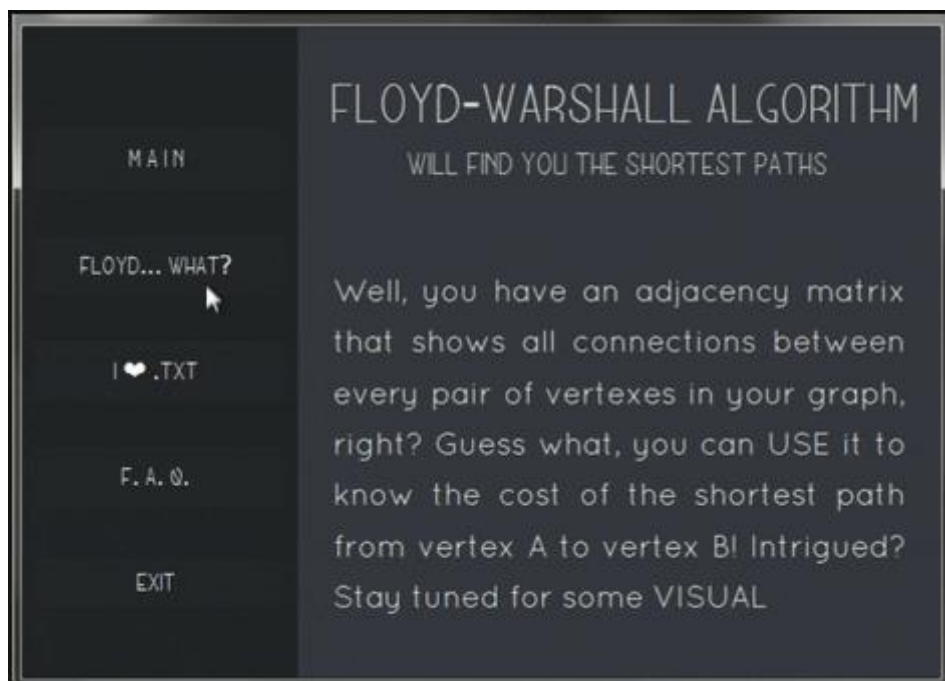 MAIN
FLOYD... WHAT?
I ❤ .TXT
F. A. Q.
EXIT
FLOYD-WARSHALL ALGORITHM
WILL FIND YOU THE SHORTEST PATHS
Well, you have an adjacency matrix
that shows all connections between
every pair of vertexes in your graph,
right? Guess what, you can USE it to
know the cost of the shortest path
from vertex A to vertex B! Intrigued?
Stay tuned for some VISUAL